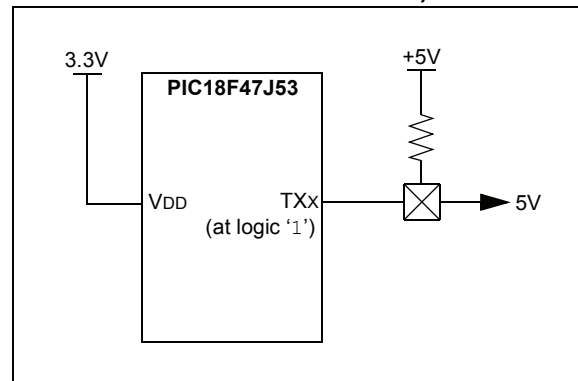 3.3V
+5V
PIC18F47J53
VDD
TXX
5V
(at logic ‘1’)